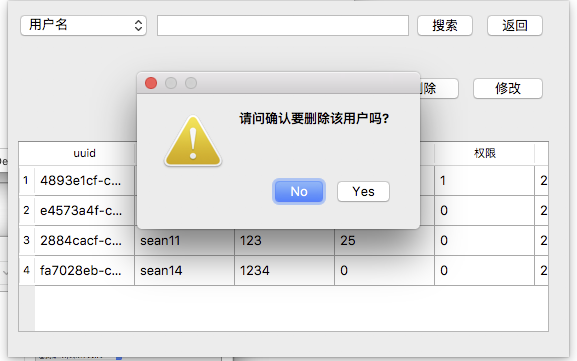 用户名 搜索 返回
除 修改
请问确认要删除该用户吗?
No Yes
uuid 权限
1 4893e1cf-c... 1 2
2 e4573a4f-c... 0 2
3 2884cacf-c... sean11 123 25 0 2
4 fa7028eb-c... sean14 1234 0 0 2